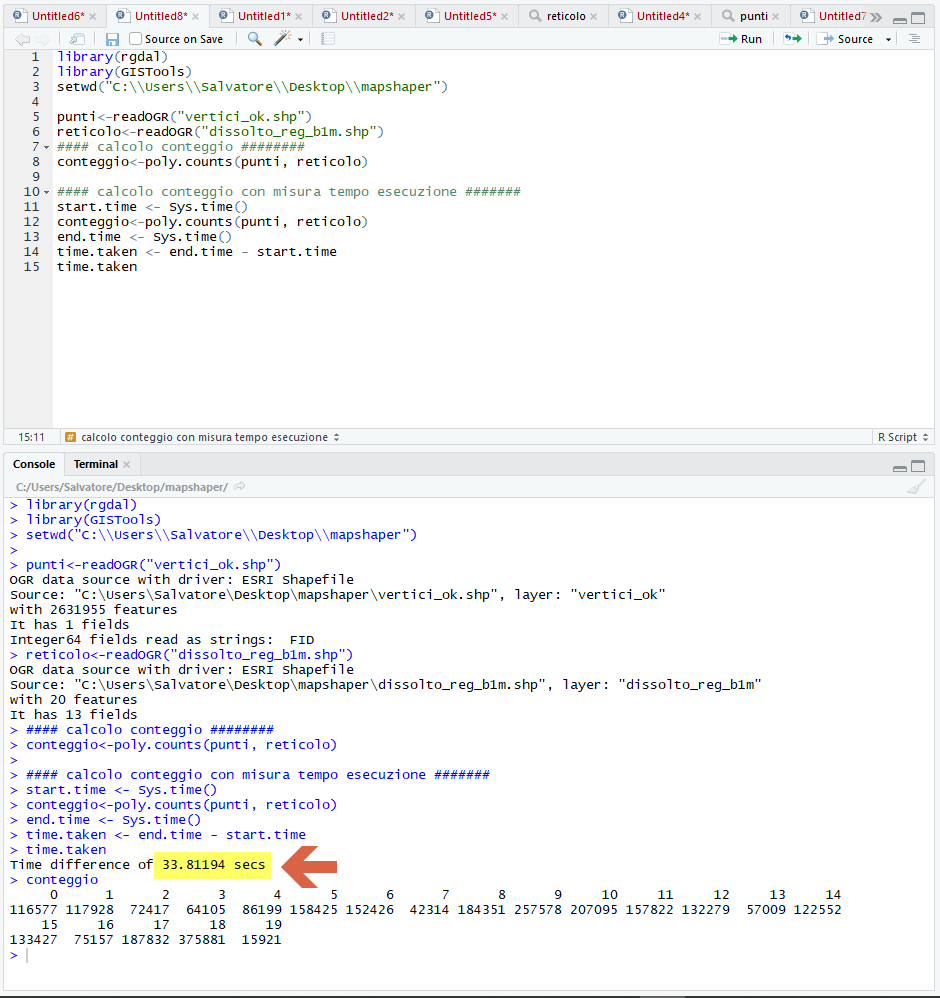 Untitled6* Untitled8* Untitled1* Untitled2* Untitled5* reticolo Untitled4* punti Untitled7
Source on Save Run Source
1 library(rgdal)
2 library(GISTools)
3 setwd("C:\\Users\\Salvatore\\Desktop\\mapshaper")
4
5 punti<-readOGR("vertici_ok.shp")
6 reticolo<-readOGR("dissolto_reg_b1m.shp")
7 #### calcolo conteggio ########
8 conteggio<-poly.counts(punti, reticolo)
9
10 #### calcolo conteggio con misura tempo esecuzione #######
11 start.time <- Sys.time()
12 conteggio<-poly.counts(punti, reticolo)
13 end.time <- Sys.time()
14 time.taken <- end.time - start.time
15 time.taken
15:11 # calcolo conteggio con misura tempo esecuzione R Script
Console Terminal
C:/Users/Salvatore/Desktop/mapshaper/
> library(rgdal)
> library(GISTools)
> setwd("C:\\Users\\Salvatore\\Desktop\\mapshaper")
>
> punti<-readOGR("vertici_ok.shp")
OGR data source with driver: ESRI Shapefile
Source: "C:\Users\Salvatore\Desktop\mapshaper\vertici_ok.shp", layer: "vertici_ok"
with 2631955 features
It has 1 fields
Integer64 fields read as strings:  FID
> reticolo<-readOGR("dissolto_reg_b1m.shp")
OGR data source with driver: ESRI Shapefile
Source: "C:\Users\Salvatore\Desktop\mapshaper\dissolto_reg_b1m.shp", layer: "dissolto_reg_b1m"
with 20 features
It has 13 fields
> #### calcolo conteggio ########
> conteggio<-poly.counts(punti, reticolo)
>
> #### calcolo conteggio con misura tempo esecuzione #######
> start.time <- Sys.time()
> conteggio<-poly.counts(punti, reticolo)
> end.time <- Sys.time()
> time.taken <- end.time - start.time
> time.taken
Time difference of 33.81194 secs
> conteggio
0 1 2 3 4 5 6 7 8 9 10 11 12 13 14
116577 117928 72417 64105 86199 158425 152426 42314 184351 257578 207095 157822 132279 57009 122552
15 16 17 18 19
133427 75157 187832 375881 15921
>